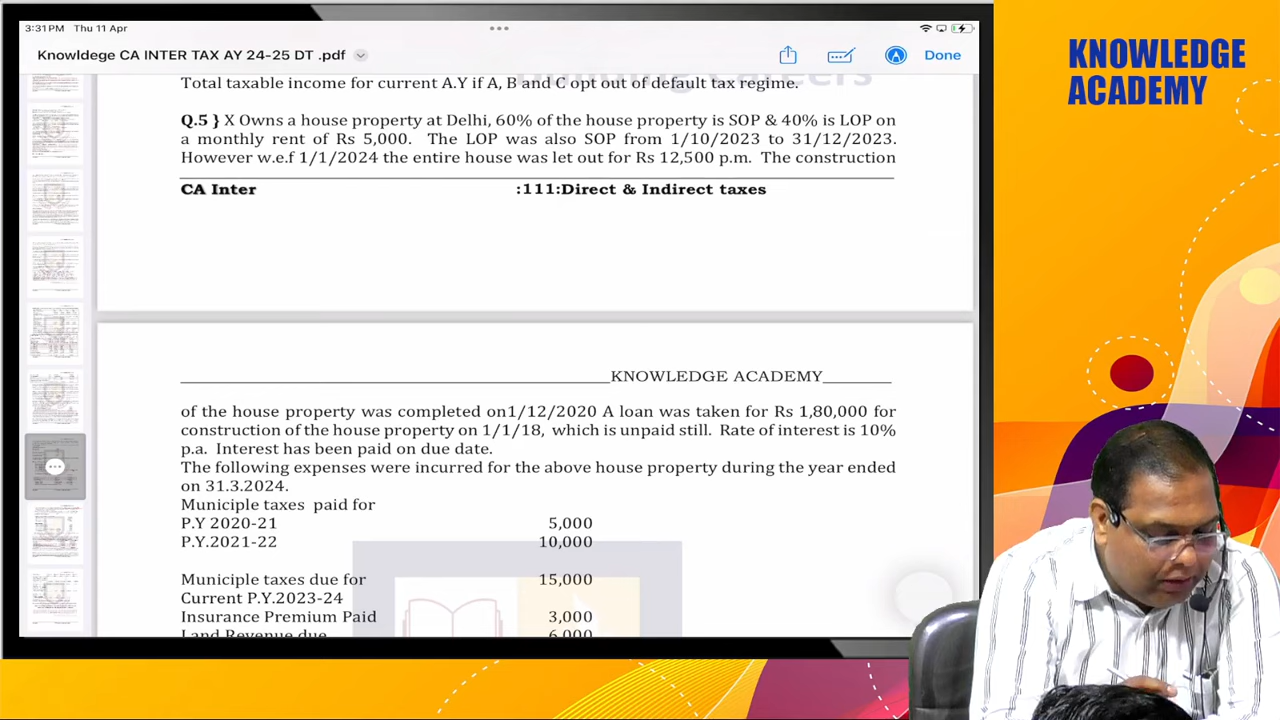 3:31 PM Thu 11 Apr
Knowldege CA INTER TAX AY 24-25 DT .pdf
Done
KNOWLEDGE
ACADEMY
Total taxable income for current A.Y. if A, B and C opt out of default tax regime.
Q.5 Mr X Owns a house property at Delhi. 60% of the house property is SOP & 40% is LOP on
a monthly rent of Rs 5,000. The LOP was also SOP from 1/10/2023 to 31/12/2023.
However w.e.f 1/1/2024 the entire house was let out for Rs 12,500 p.m. The construction
CA Inter :111:Direct & Indirect taxes
KNOWLEDGE ACADEMY
of the house property was completed on 1/12/2020 A loan was taken for Rs 1,80,000 for
construction of the house property on 1/1/18, which is unpaid still. Rate of interest is 10%
p.a. Interest has been paid on due date.
The following expenses were incurred for the above house property during the year ended
on 31.3.2024.
Municiple taxes paid for
P.Y 2020-21 5,000
P.Y.2021-22 10,000
Municiple taxes due for 15,000
Current P.Y.2023-24
Insurance Premium Paid 3,000
Land Revenue due 6,000